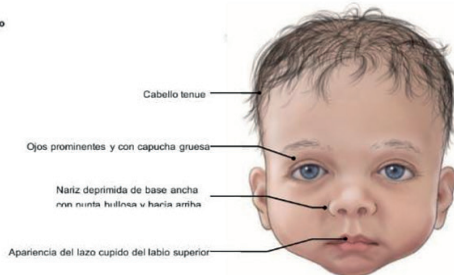 o
Cabello tenue
Ojos prominentes y con capucha gruesa
Nariz deprimida de base ancha
con punta bullosa y hacia arriba
Apariencia del lazo cupido del labio superior